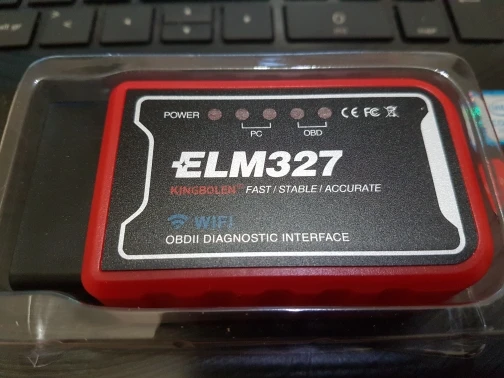 POWER CE FC
PC OBD
ELM327
KINGBOLEN FAST / STABLE / ACCURATE
WIFI
OBDII DIAGNOSTIC INTERFACE